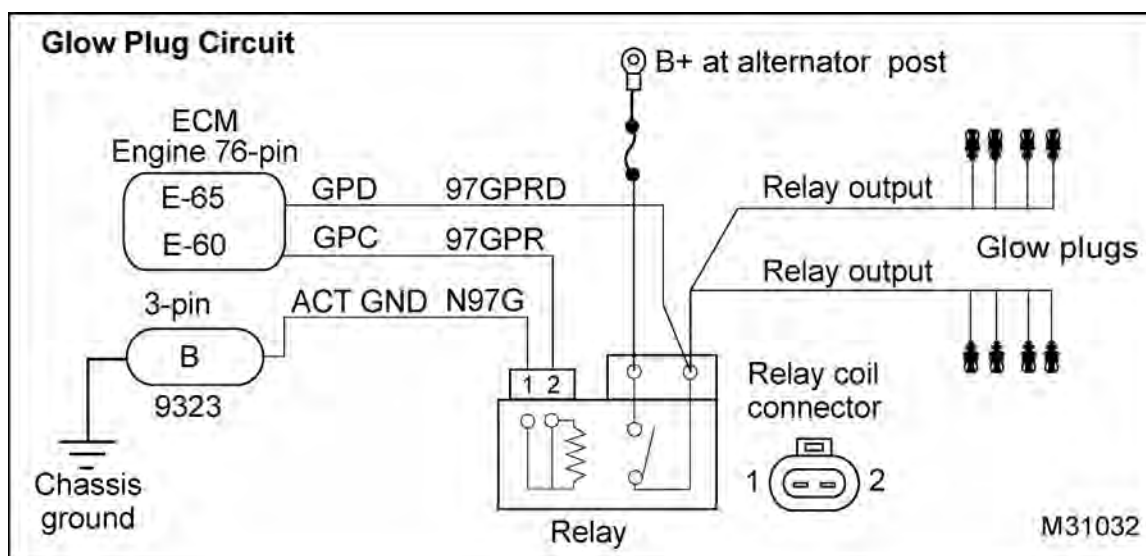 Glow Plug Circuit
B+ at alternator post
ECM
Engine 76-pin
E-65
GPD 97GPRD
E-60
GPC 97GPR
Relay output
Glow plugs
Relay output
3-pin
ACT GND N97G
B
9323
Chassis
ground
1 2
Relay coil
connector
1 2
Relay
M31032